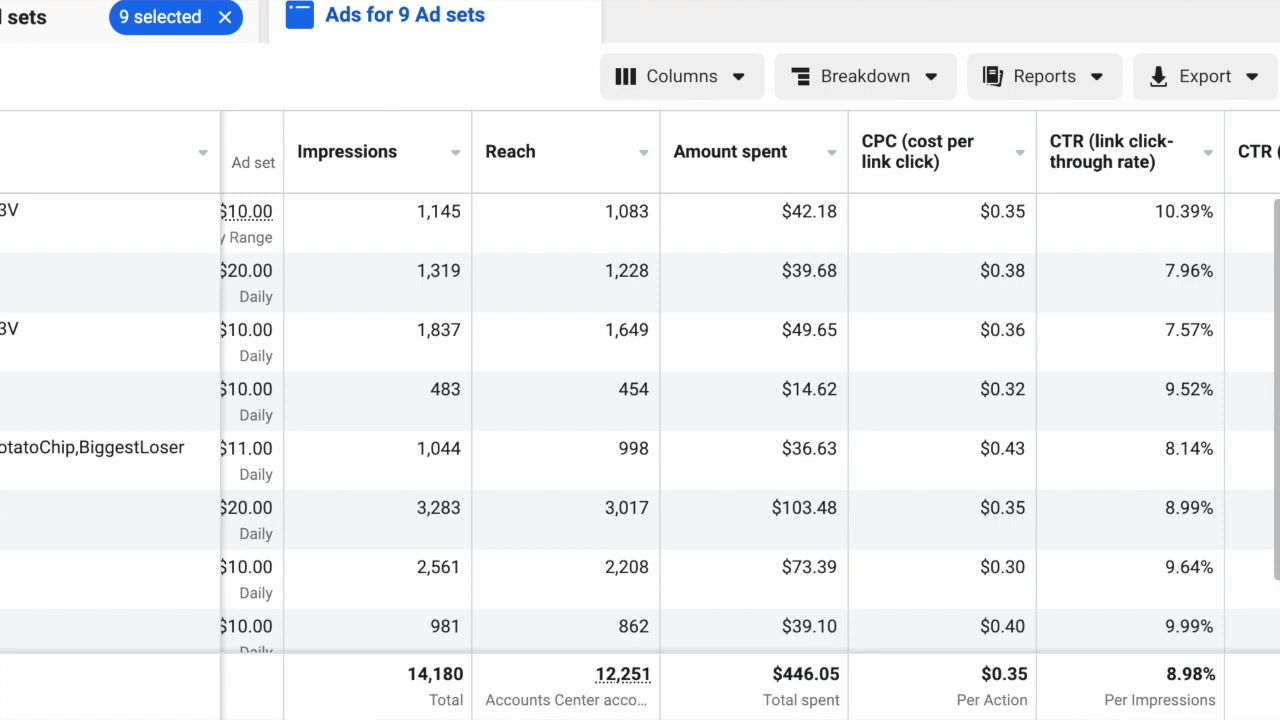 sets
9 selected
Ads for 9 Ad sets
Columns
Breakdown
Reports
Export
Ad set
Impressions
Reach
Amount spent
CPC (cost per
link click)
CTR (link click-
through rate)
CTR (
3V $10.00 1,145 1,083 $42.18 $0.35 10.39%
y Range
$20.00 1,319 1,228 $39.68 $0.38 7.96%
Daily
3V $10.00 1,837 1,649 $49.65 $0.36 7.57%
Daily
$10.00 483 454 $14.62 $0.32 9.52%
Daily
otatoChip,BiggestLoser $11.00 1,044 998 $36.63 $0.43 8.14%
Daily
$20.00 3,283 3,017 $103.48 $0.35 8.99%
Daily
$10.00 2,561 2,208 $73.39 $0.30 9.64%
Daily
$10.00 981 862 $39.10 $0.40 9.99%
Daily
14,180 12,251 $446.05 $0.35 8.98%
Total Accounts Center acco... Total spent Per Action Per Impressions